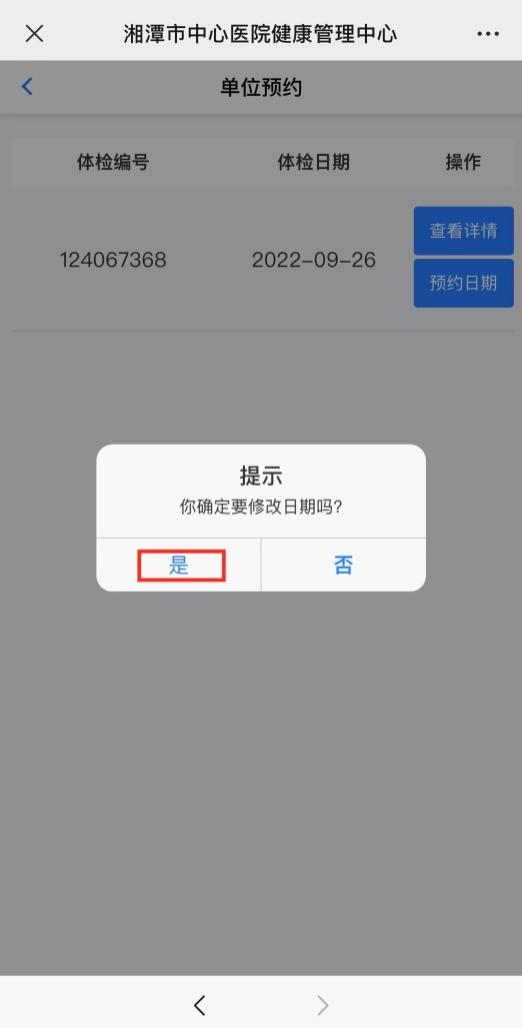 湘潭市中心医院健康管理中心
单位预约
体检编号 体检日期 操作
查看详情
124067368 2022-09-26
预约日期
提示
你确定要修改日期吗?
是 否